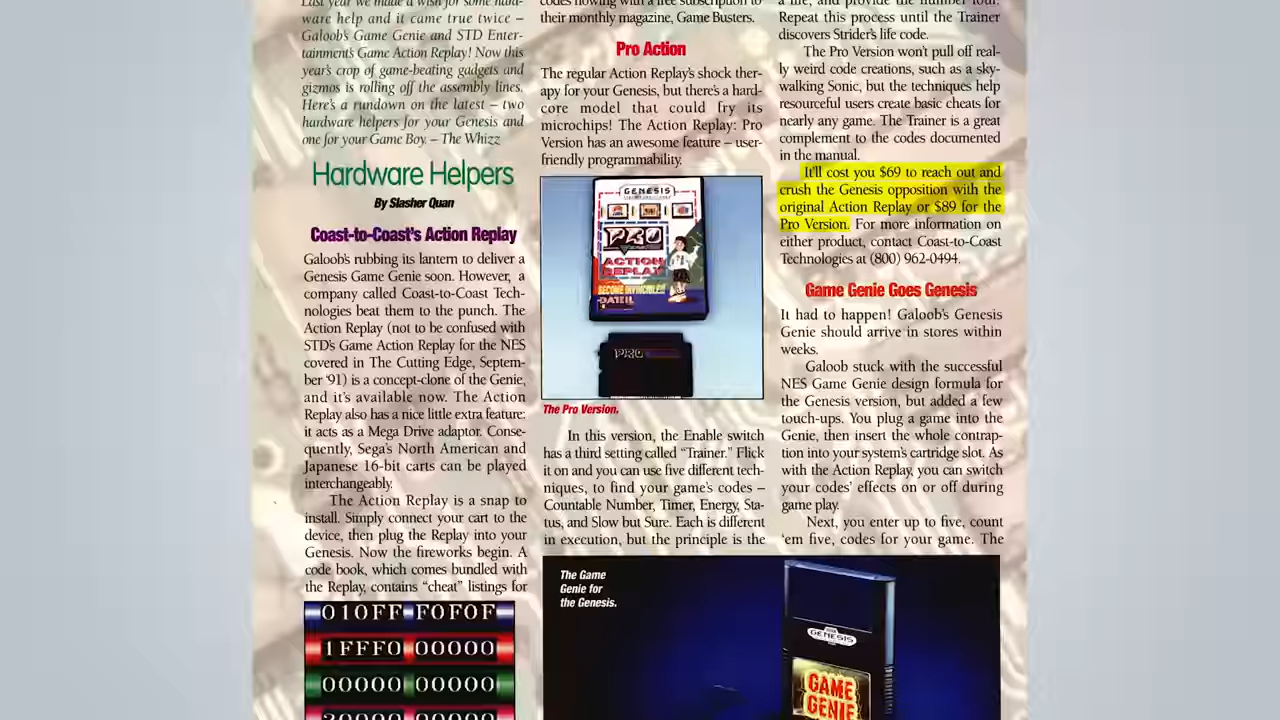 Last year we made a wish for some hard-
ware help and it came true twice –
Galoob's Game Genie and STD Enter-
tainment's Game Action Replay! Now this
year's crop of game-beating gadgets and
gizmos is rolling off the assembly lines.
Here's a rundown on the latest – two
hardware helpers for your Genesis and
one for your Game Boy. – The Whizz
Hardware Helpers
By Slasher Quan
Coast-to-Coast's Action Replay
Galoob's rubbing its lantern to deliver a
Genesis Game Genie soon. However, a
company called Coast-to-Coast Tech-
nologies beat them to the punch. The
Action Replay (not to be confused with
STD's Game Action Replay for the NES
covered in The Cutting Edge, Septem-
ber '91) is a concept-clone of the Genie,
and it's available now. The Action
Replay also has a nice little extra feature:
it acts as a Mega Drive adaptor. Conse-
quently, Sega's North American and
Japanese 16-bit carts can be played
interchangeably.
The Action Replay is a snap to
install. Simply connect your cart to the
device, then plug the Replay into your
Genesis. Now the fireworks begin. A
code book, which comes bundled with
the Replay, contains "cheat" listings for
010FF F0F0F
1FFF0 00000
00000 00000
codes flowing with a free subscription to
their monthly magazine, Game Busters.
Pro Action
The regular Action Replay's shock ther-
apy for your Genesis, but there's a hard-
core model that could fry its
microchips! The Action Replay: Pro
Version has an awesome feature – user-
friendly programmability.
GENESIS
PRO
ACTION
REPLAY
BECOME INVINCIBLE!
DATEL
PRO
The Pro Version.
In this version, the Enable switch
has a third setting called "Trainer." Flick
it on and you can use five different tech-
niques, to find your game's codes –
Countable Number, Timer, Energy, Sta-
tus, and Slow but Sure. Each is different
in execution, but the principle is the
a life, and provide the number four.
Repeat this process until the Trainer
discovers Strider's life code.
The Pro Version won't pull off real-
ly weird code creations, such as a sky-
walking Sonic, but the techniques help
resourceful users create basic cheats for
nearly any game. The Trainer is a great
complement to the codes documented
in the manual.
It'll cost you $69 to reach out and
crush the Genesis opposition with the
original Action Replay or $89 for the
Pro Version. For more information on
either product, contact Coast-to-Coast
Technologies at (800) 962-0494.
Game Genie Goes Genesis
It had to happen! Galoob's Genesis
Genie should arrive in stores within
weeks.
Galoob stuck with the successful
NES Game Genie design formula for
the Genesis version, but added a few
touch-ups. You plug a game into the
Genie, then insert the whole contrap-
tion into your system's cartridge slot. As
with the Action Replay, you can switch
your codes' effects on or off during
game play.
Next, you enter up to five, count
'em five, codes for your game. The
The Game
Genie for
the Genesis.
GENESIS
GAME
GENIE